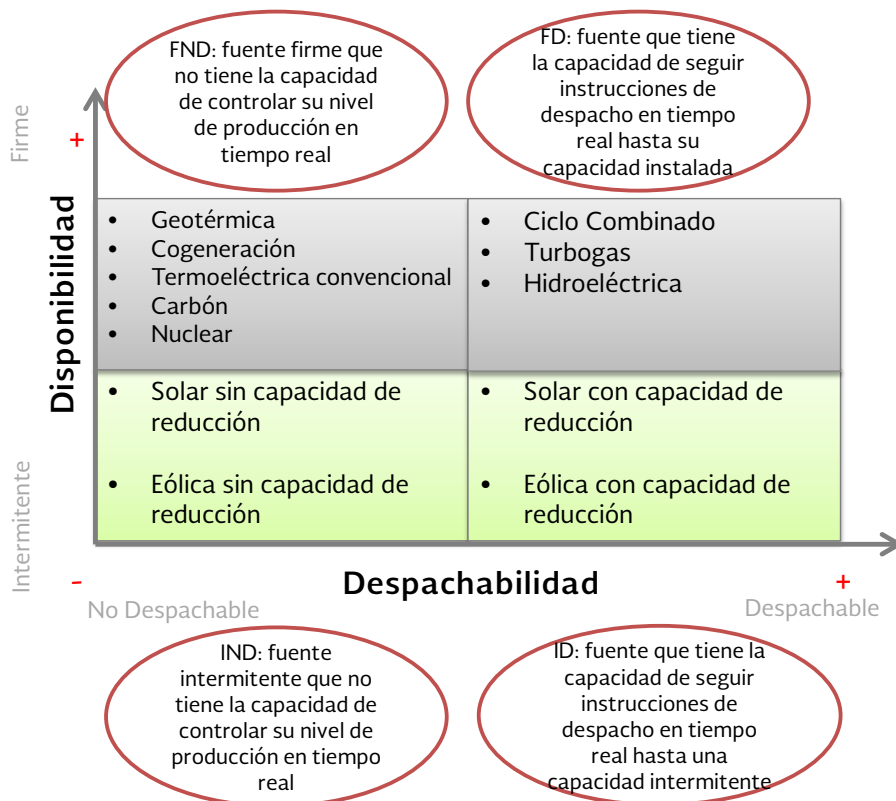 FND: fuente firme que
no tiene la capacidad
de controlar su nivel
de producción en
tiempo real
FD: fuente que tiene
la capacidad de seguir
instrucciones de
despacho en tiempo
real hasta su
capacidad instalada
Firme
+
Disponibilidad
• Geotérmica
• Cogeneración
• Termoeléctrica convencional
• Carbón
• Nuclear
• Ciclo Combinado
• Turbogas
• Hidroeléctrica
• Solar sin capacidad de
reducción
• Eólica sin capacidad de
reducción
• Solar con capacidad de
reducción
• Eólica con capacidad de
reducción
Intermitente
-
Despachabilidad
+
No Despachable
Despachable
IND: fuente
intermitente que no
tiene la capacidad de
controlar su nivel de
producción en tiempo
real
ID: fuente que tiene la
capacidad de seguir
instrucciones de
despacho en tiempo
real hasta una
capacidad intermitente